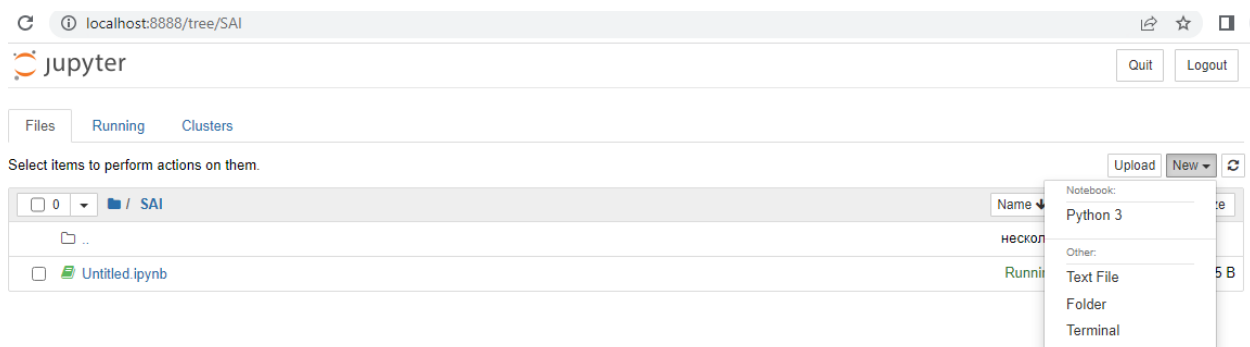 localhost:8888/tree/SAI
jupyter
Quit
Logout
Files
Running
Clusters
Select items to perform actions on them.
Upload
New
0
/ SAI
Name
Notebook:
Python 3
..
Other:
Untitled.ipynb
Text File
Folder
Terminal